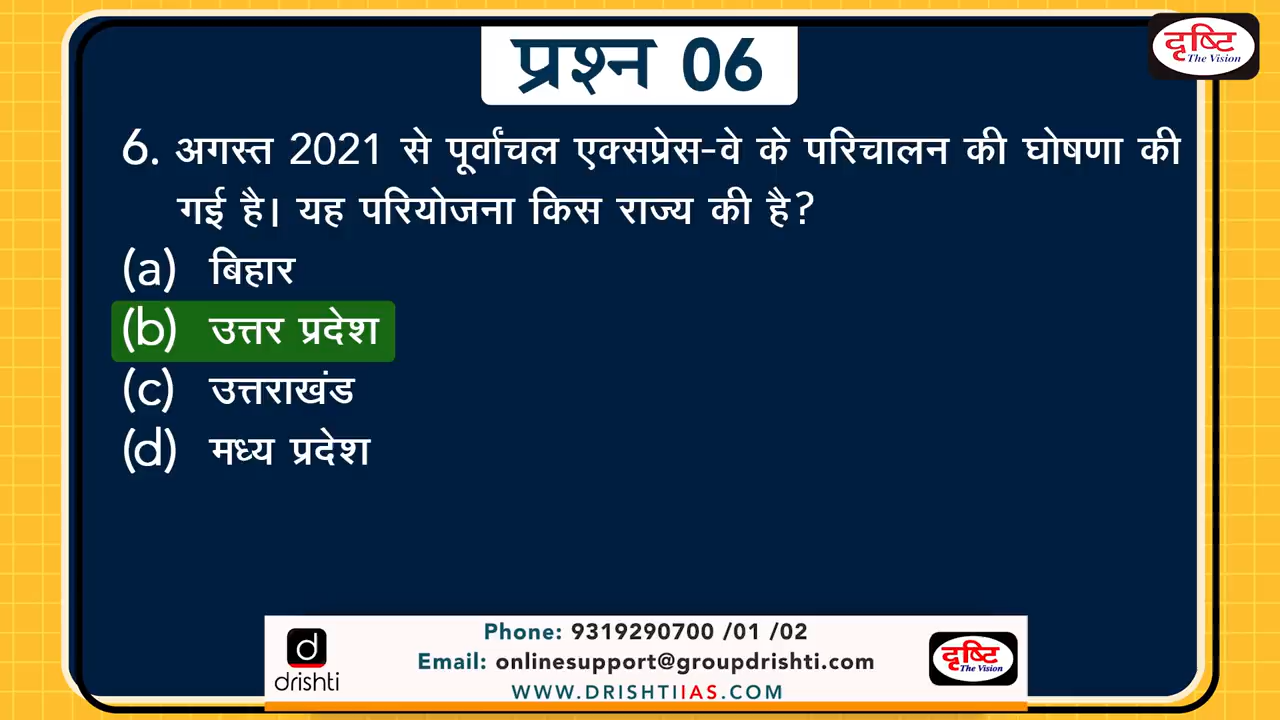 प्रश्न 06
दृष्टि
The Vision
6. अगस्त 2021 से पूर्वांचल एक्सप्रेस-वे के परिचालन की घोषणा की
गई है। यह परियोजना किस राज्य की है?
(a) बिहार
(b) उत्तर प्रदेश
(c) उत्तराखंड
(d) मध्य प्रदेश
d
drishti
Phone: 9319290700 /01 /02
Email: onlinesupport@groupdrishti.com
WWW.DRISHTIIAS.COM
दृष्टि
The Vision